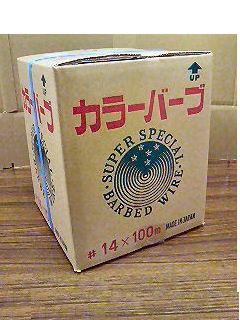 UP
カラーバーブ
SUPER SPECIAL
BARBED WIRE
# 14×100m
MADE IN JAPAN